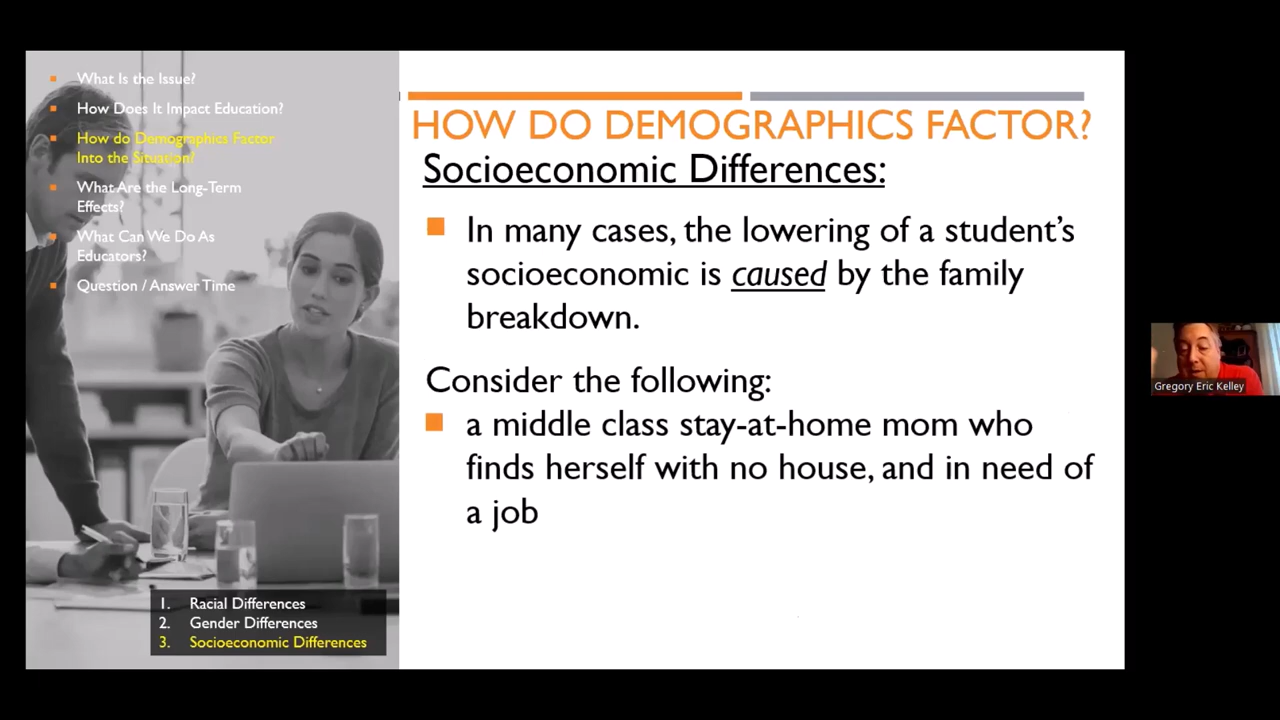 What Is the Issue?
How Does It Impact Education?
How do Demographics Factor
Into the Situation?
What Are the Long-Term
Effects?
What Can We Do As
Educators?
Question / Answer Time
1. Racial Differences
2. Gender Differences
3. Socioeconomic Differences
HOW DO DEMOGRAPHICS FACTOR?
Socioeconomic Differences:
In many cases, the lowering of a student's
socioeconomic is caused by the family
breakdown.
Consider the following:
a middle class stay-at-home mom who
finds herself with no house, and in need of
a job
Gregory Eric Kelley